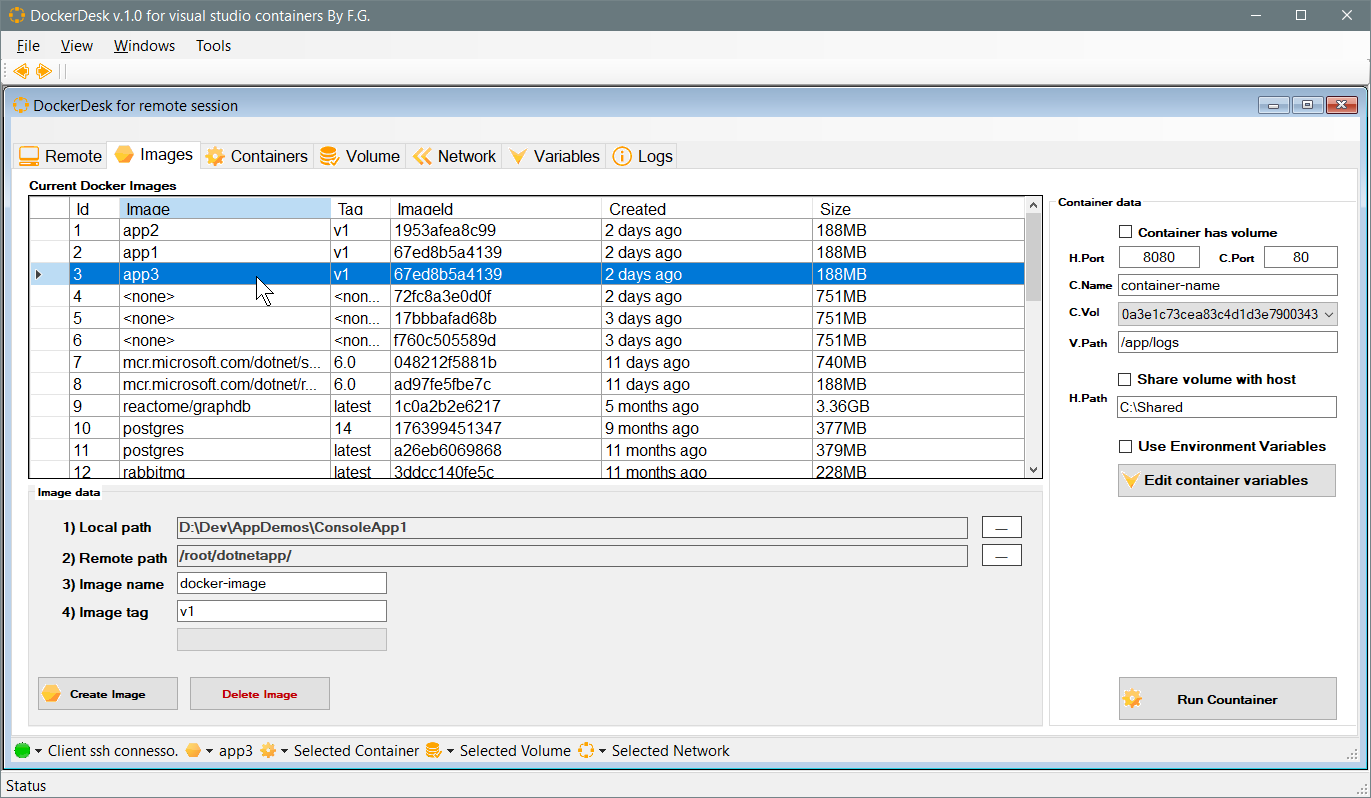 DockerDesk v.1.0 for visual studio containers By F.G.
File View Windows Tools
DockerDesk for remote session
Remote Images Containers Volume Network Variables Logs
Current Docker Images
Id Image Tag ImageId Created Size
1 app2 v1 1953afea8c99 2 days ago 188MB
2 app1 v1 67ed8b5a4139 2 days ago 188MB
3 app3 v1 67ed8b5a4139 2 days ago 188MB
4 <none> <non... 72fc8a3e0d0f 2 days ago 751MB
5 <none> <non... 17bbbafad68b 3 days ago 751MB
6 <none> <non... f760c505589d 3 days ago 751MB
7 mcr.microsoft.com/dotnet/s... 6.0 048212f5881b 11 days ago 740MB
8 mcr.microsoft.com/dotnet/r... 6.0 ad97fe5fbe7c 11 days ago 188MB
9 reactome/graphdb latest 1c0a2b2e6217 5 months ago 3.36GB
10 postgres 14 176399451347 9 months ago 377MB
11 postgres latest a26eb6069868 11 months ago 379MB
12 rabbitmq latest 3ddcc140fe5c 11 months ago 228MB
Container data
Container has volume
H.Port 8080 C.Port 80
C.Name container-name
C.Vol 0a3e1c73cea83c4d1d3e7900343
V.Path /app/logs
Share volume with host
H.Path C:\Shared
Use Environment Variables
Edit container variables
Run Countainer
Image data
1) Local path D:\Dev\AppDemos\ConsoleApp1 ...
2) Remote path /root/dotnetapp/ ...
3) Image name docker-image
4) Image tag v1
Create Image Delete Image
Client ssh connesso. app3 Selected Container Selected Volume Selected Network
Status